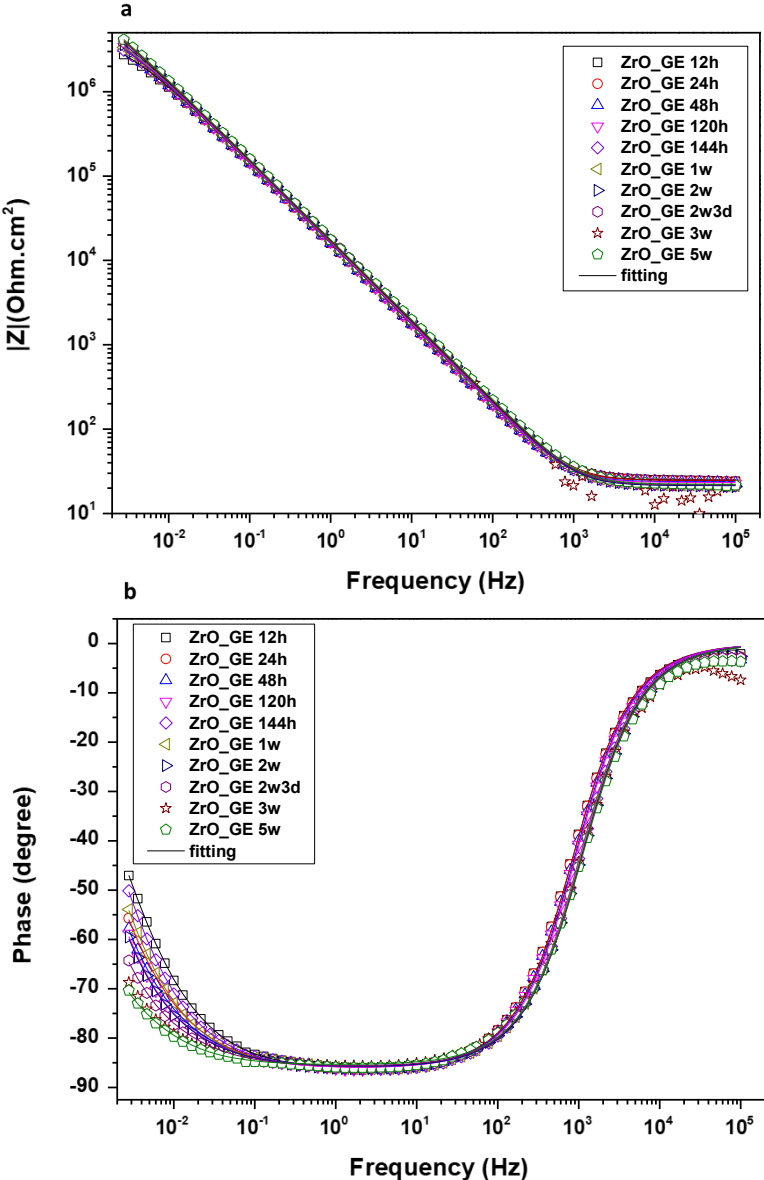 a
|Z|(Ohm.cm²)
10⁶
10⁵
10⁴
10³
10²
10¹
ZrO_GE 12h
ZrO_GE 24h
ZrO_GE 48h
ZrO_GE 120h
ZrO_GE 144h
ZrO_GE 1w
ZrO_GE 2w
ZrO_GE 2w3d
ZrO_GE 3w
ZrO_GE 5w
fitting
10⁻² 10⁻¹ 10⁰ 10¹ 10² 10³ 10⁴ 10⁵
Frequency (Hz)
b
Phase (degree)
0
-10
-20
-30
-40
-50
-60
-70
-80
-90
ZrO_GE 12h
ZrO_GE 24h
ZrO_GE 48h
ZrO_GE 120h
ZrO_GE 144h
ZrO_GE 1w
ZrO_GE 2w
ZrO_GE 2w3d
ZrO_GE 3w
ZrO_GE 5w
fitting
10⁻² 10⁻¹ 10⁰ 10¹ 10² 10³ 10⁴ 10⁵
Frequency (Hz)